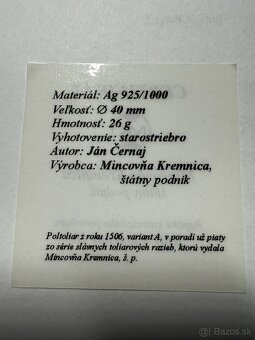 Materiál: Ag 925/1000
Veľkosť: Ø 40 mm
Hmotnosť: 26 g
Vyhotovenie: starostriebro
Autor: Ján Černaj
Výrobca: Mincovňa Kremnica,
štátny podnik
Poltoliar z roku 1506, variant A, v poradí už piaty
zo série slávnych toliarových razieb, ktorú vydala
Mincovňa Kremnica, š. p.
bazos.sk